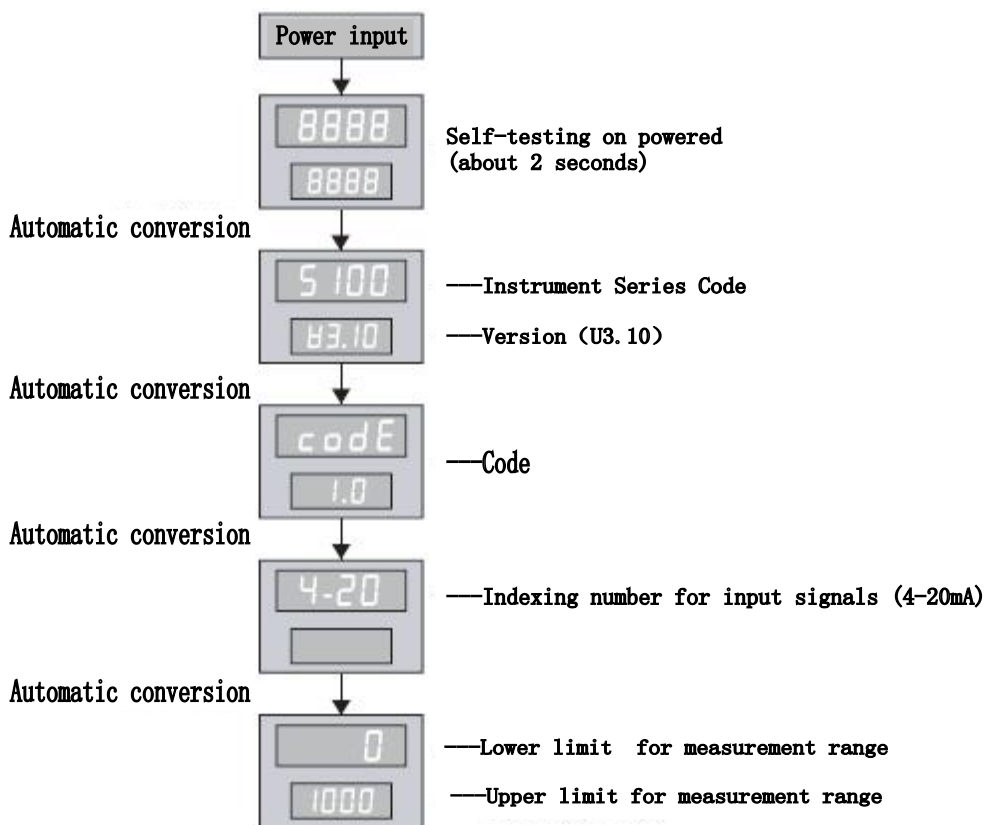 Power input
8888
Self-testing on powered
(about 2 seconds)
8888
Automatic conversion
S100
---Instrument Series Code
U3.10
---Version (U3.10)
Automatic conversion
codE
---Code
1.0
Automatic conversion
4-20
---Indexing number for input signals (4-20mA)
Automatic conversion
0
---Lower limit for measurement range
1000
---Upper limit for measurement range